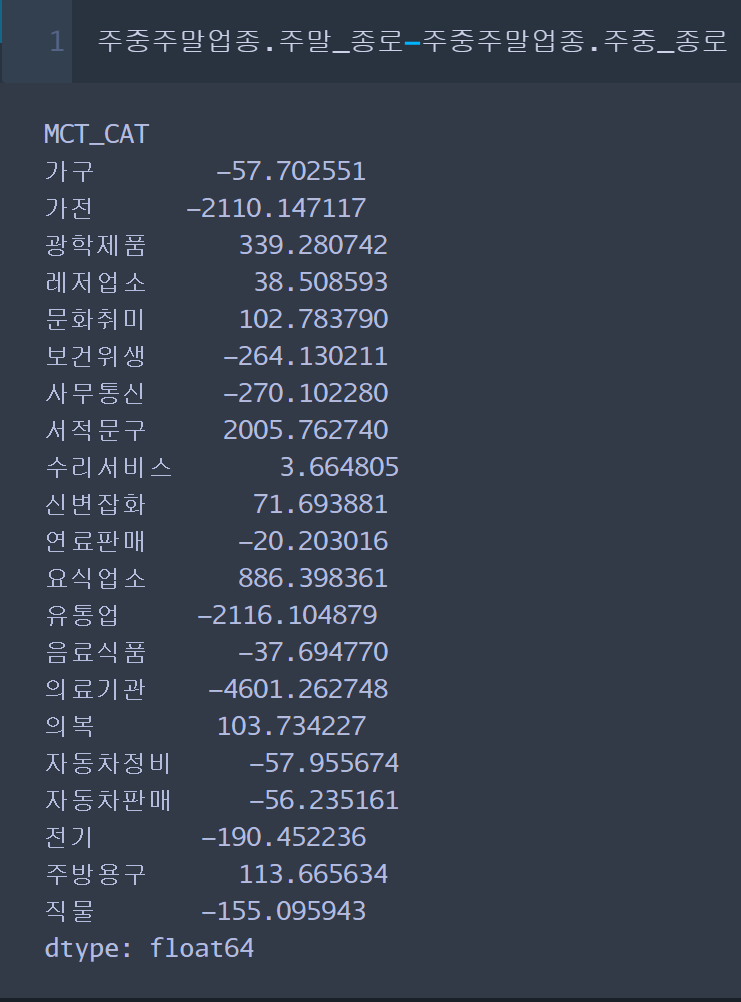 1 주중주말업종.주말_종로-주중주말업종.주중_종로
MCT_CAT
가구 -57.702551
가전 -2110.147117
광학제품 339.280742
레저업소 38.508593
문화취미 102.783790
보건위생 -264.130211
사무통신 -270.102280
서적문구 2005.762740
수리서비스 3.664805
신변잡화 71.693881
연료판매 -20.203016
요식업소 886.398361
유통업 -2116.104879
음료식품 -37.694770
의료기관 -4601.262748
의복 103.734227
자동차정비 -57.955674
자동차판매 -56.235161
전기 -190.452236
주방용구 113.665634
직물 -155.095943
dtype: float64